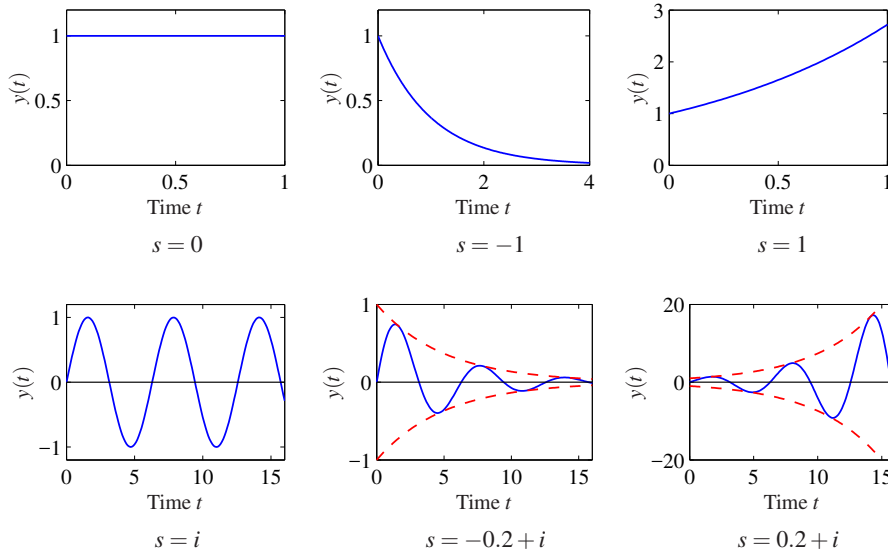 1
0.5
0
y(t)
0 0.5 1
Time t
s = 0
1
0.5
0
y(t)
0 2 4
Time t
s = −1
3
2
1
0
y(t)
0 0.5 1
Time t
s = 1
1
0
−1
y(t)
0 5 10 15
Time t
s = i
1
0
−1
y(t)
0 5 10 15
Time t
s = −0.2 + i
20
0
−20
y(t)
0 5 10 15
Time t
s = 0.2 + i